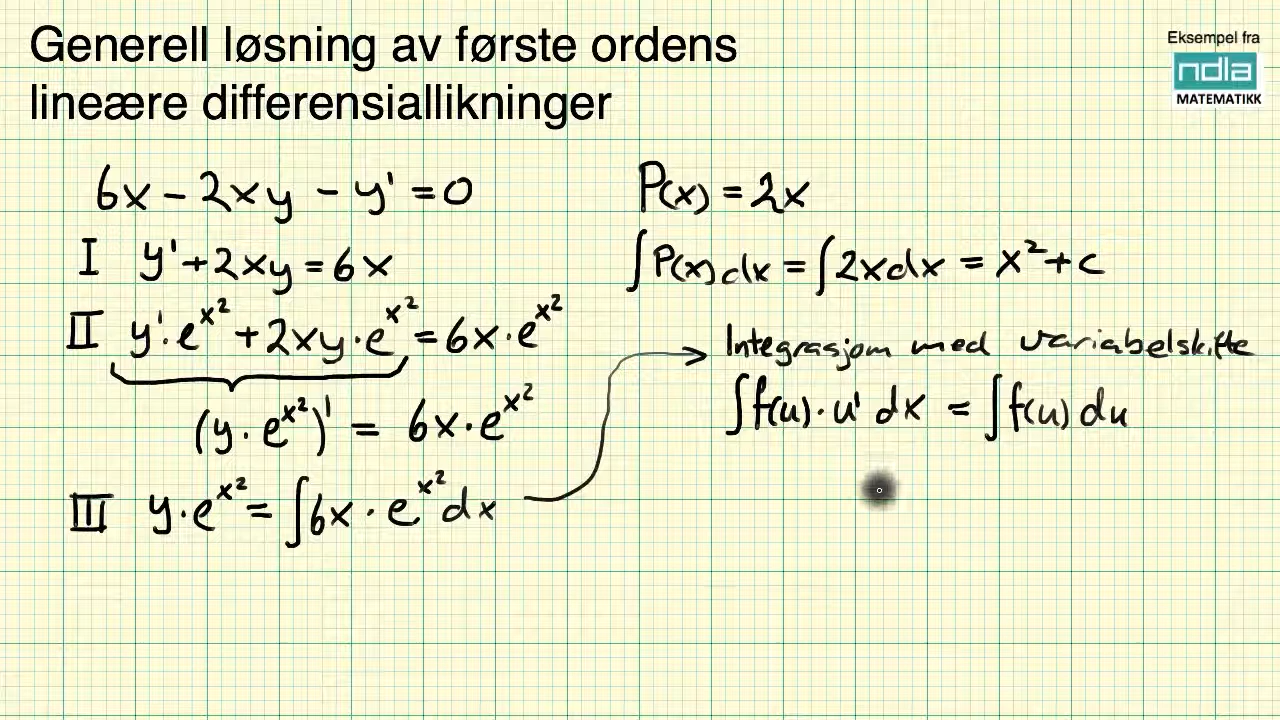 Generell løsning av første ordens
lineære differensiallikninger
Eksempel fra
ndla
MATEMATIKK
6x - 2xy - y' = 0
I y' + 2xy = 6x
II y'·e^x² + 2xy·e^x² = 6x·e^x²
(y·e^x²)' = 6x·e^x²
III y·e^x² = ∫6x·e^x² dx
P(x) = 2x
∫P(x)dx = ∫2xdx = x² + c
Integrasjom med variabelskifte
∫f(u)·u' dx = ∫f(u) du